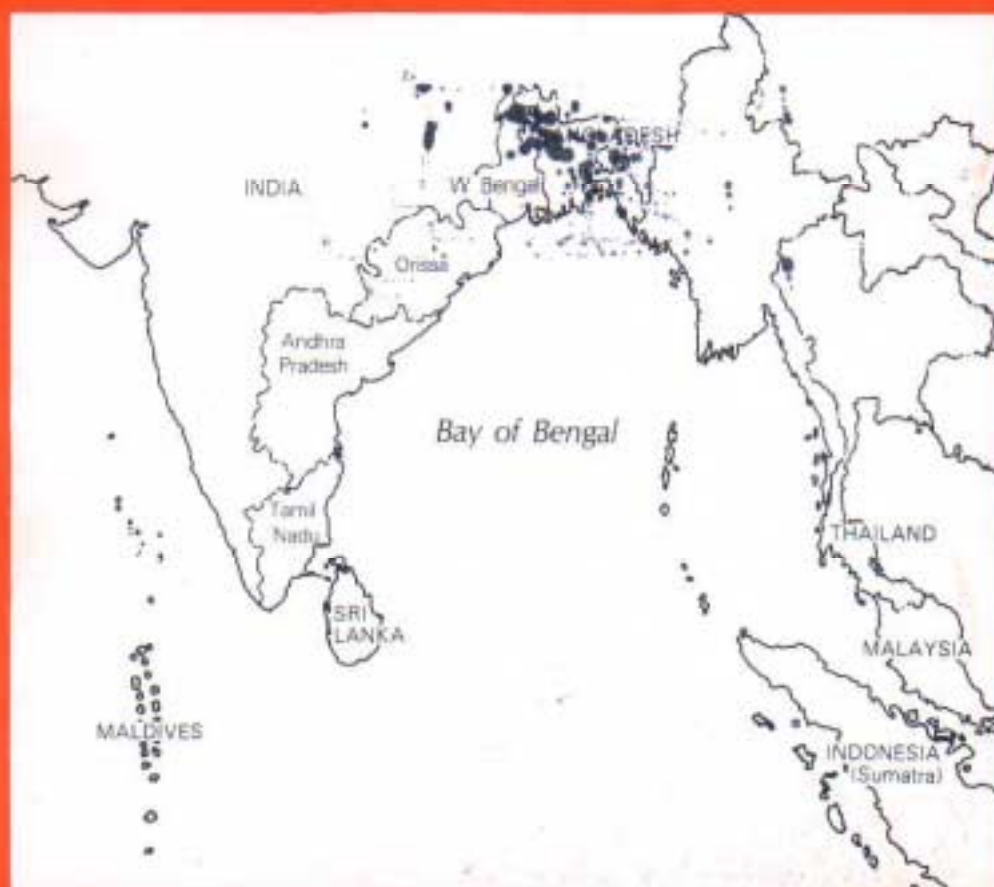 INDIA
W. Bengal
Orissa
Andhra
Pradesh
Bay of Bengal
Tamil
Nadu
THAILAND
SRI
LANKA
MALAYSIA
MALDIVES
INDONESIA
(Sumatra)